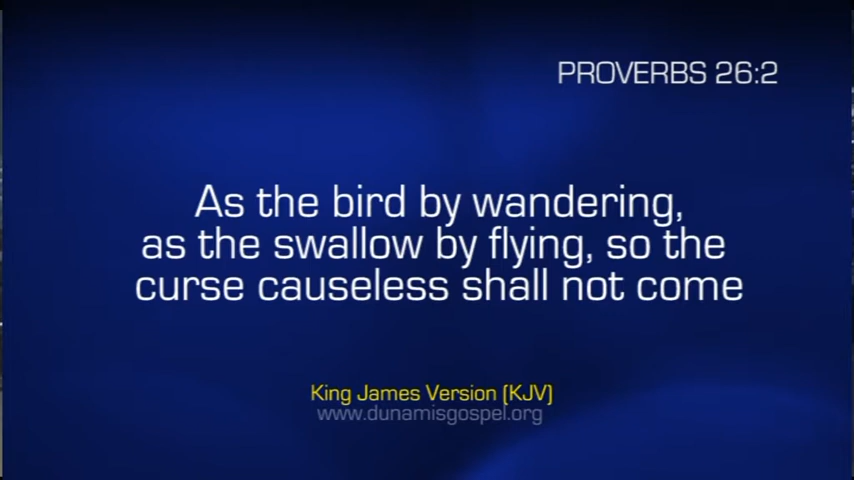 PROVERBS 26:2
As the bird by wandering,
as the swallow by flying, so the
curse causeless shall not come
King James Version (KJV)
www.dunamisgospel.org